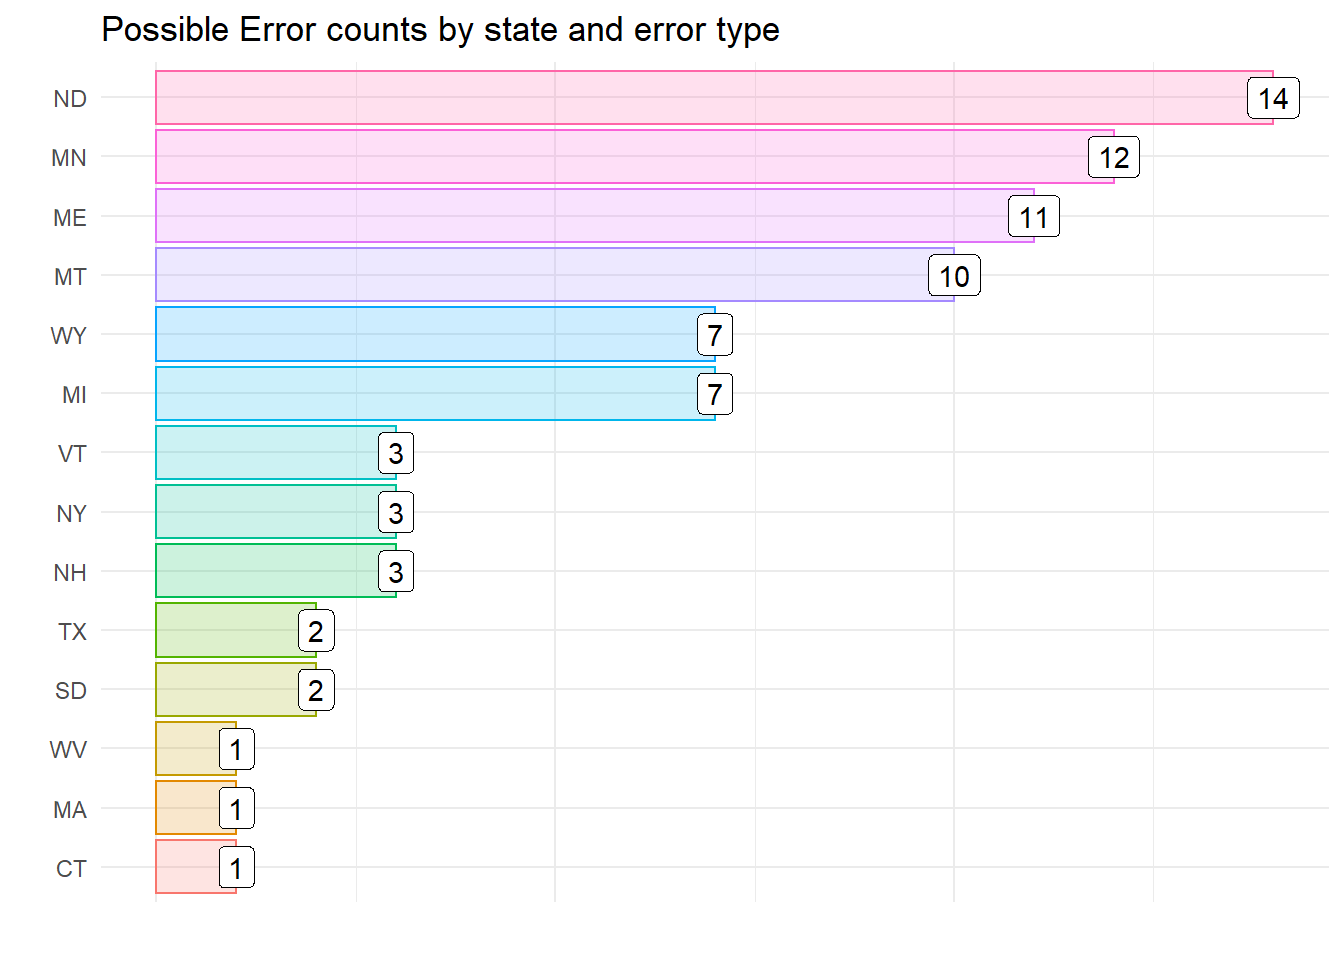 Possible Error counts by state and error type
ND 14
MN 12
ME 11
MT 10
WY 7
MI 7
VT 3
NY 3
NH 3
TX 2
SD 2
WV 1
MA 1
CT 1